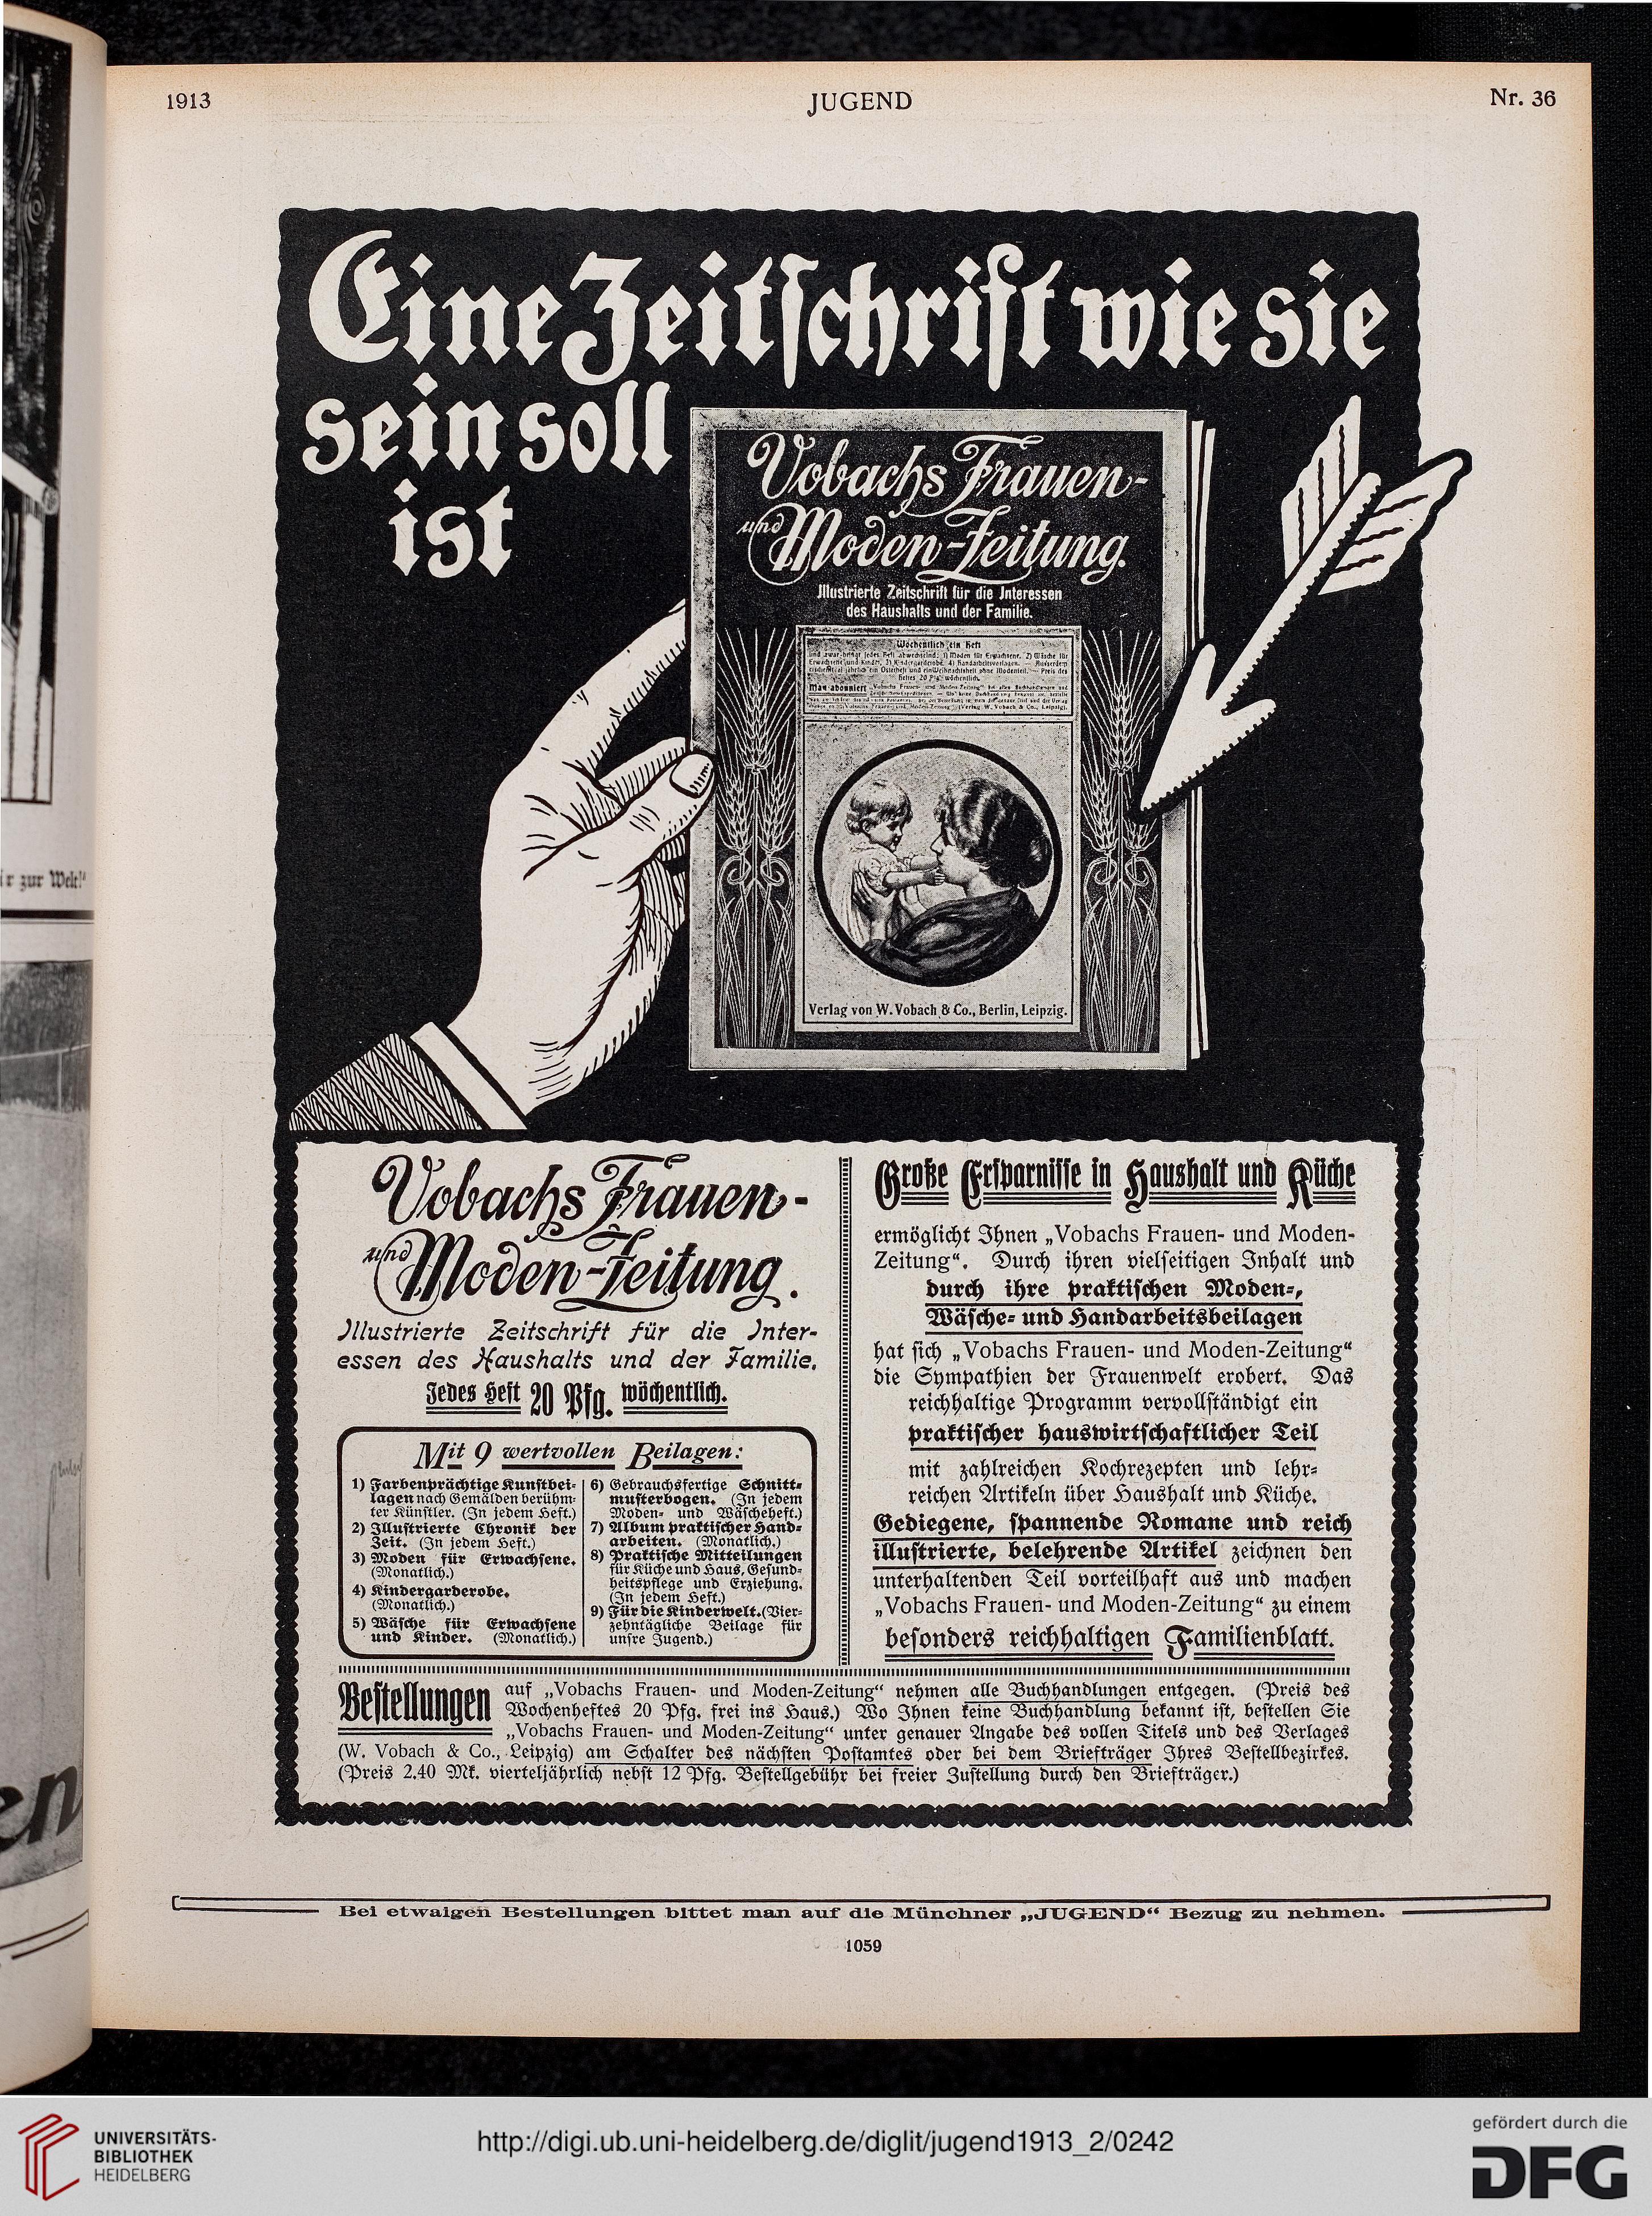 1913
JUGEND
Nr. 36
Eine Zeitſchrift wie sie
sein soll
ist
Vobachs Frauen-
und Moden-Zeitung.
Jllustrierte Zeitschrift für die Jnteressen
des Haushalts und der Familie.
Wöchentlich ein Heft
Verlag von W. Vobach & Co., Berlin, Leipzig.
ir zur Welt!"
en
Vobachs Frauen-
und Moden-Zeitung.
Jllustrierte Zeitschrift für die Jnter-
essen des Haushalts und der Familie.
Jedes Heft 20 Pfg. wöchentlich.
Mit 9 wertvollen Beilagen:
1) Farbenprächtige Kunſtbei-
lagen nach Gemälden berühm-
ter Künſtler. (In jedem Heft.)
2) Illuſtrierte Chronik der
Zeit. (In jedem Heft.)
3) Moden für Erwachſene.
(Monatlich.)
4) Kindergarderobe.
(Monatlich.)
5) Wäſche für Erwachſene
und Kinder. (Monatlich.)
6) Gebrauchsfertige Schnitt-
muſterbogen. (In jedem
Moden- und Wäſcheheft.)
7) Album praktiſcher Hand-
arbeiten. (Monatlich.)
8) Praktiſche Mitteilungen
für Küche und Haus, Geſund-
heitspflege und Erziehung.
(In jedem Heft.)
9) Für die Kinderwelt. (Vier-
zehntägliche Beilage für
unſre Jugend.)
Große Erſparniſſe in Haushalt und Küche
ermöglicht Ihnen „Vobachs Frauen- und Moden-
Zeitung“. Durch ihren vielſeitigen Inhalt und
durch ihre praktiſchen Moden-,
Wäſche- und Handarbeitsbeilagen
hat ſich „Vobachs Frauen- und Moden-Zeitung“
die Sympathien der Frauenwelt erobert. Das
reichhaltige Programm vervollſtändigt ein
praktiſcher hauswirtſchaftlicher Teil
mit zahlreichen Kochrezepten und lehr-
reichen Artikeln über Haushalt und Küche.
Gediegene, ſpannende Romane und reich
illuſtrierte, belehrende Artikel zeichnen den
unterhaltenden Teil vorteilhaft aus und machen
„Vobachs Frauen- und Moden-Zeitung“ zu einem
beſonders reichhaltigen Familienblatt.
Beſtellungen auf „Vobachs Frauen- und Moden-Zeitung“ nehmen alle Buchhandlungen entgegen. (Preis des
Wochenheftes 20 Pfg. frei ins Haus.) Wo Ihnen keine Buchhandlung bekannt iſt, beſtellen Sie
„Vobachs Frauen- und Moden-Zeitung“ unter genauer Angabe des vollen Titels und des Verlages
(W. Vobach & Co., Leipzig) am Schalter des nächſten Poſtamtes oder bei dem Briefträger Ihres Beſtellbezirkes.
(Preis 2.40 Mk. vierteljährlich nebſt 12 Pfg. Beſtellgebühr bei freier Zuſtellung durch den Briefträger.)
Bei etwaigen Bestellungen bittet man auf die Münchner „JUGEND“ Bezug zu nehmen.
1059
UNIVERSITÄTS-
BIBLIOTHEK
HEIDELBERG
http://digi.ub.uni-heidelberg.de/diglit/jugend1913_2/0242
gefördert durch die
DFG